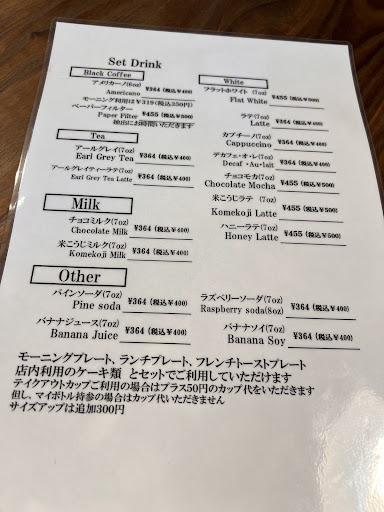 Set Drink
Black Coffee
アメリカーノ(6oz) ¥364 (税込¥400)
Americano
モーニング利用は¥319(税込350円)
ペーパーフィルター ¥455 (税込¥500)
Paper Filter
抽出にお時間いただきます
Tea
アールグレイ(7oz) ¥364 (税込¥400)
Earl Grey Tea
アールグレイティーラテ(7oz) ¥364 (税込¥400)
Earl Grey Tea Latte
Milk
チョコミルク(7oz) ¥364 (税込¥400)
Chocolate Milk
米こうじミルク(7oz) ¥364 (税込¥400)
Komekoji Milk
White
フラットホワイト (7oz) ¥455 (税込¥500)
Flat White
ラテ(7oz) ¥364 (税込¥400)
Latte
カプチーノ(7oz) ¥364 (税込¥400)
Cappuccino
デカフェ・オ・レ(7oz) ¥364 (税込¥400)
Decaf ・Au・lait
チョコモカ(7oz) ¥455 (税込¥500)
Chocolate Mocha
米こうじラテ (7oz) ¥455 (税込¥500)
Komekoji Latte
ハニーラテ(7oz) ¥455 (税込¥500)
Honey Latte
Other
パインソーダ(7oz) ¥364 (税込¥400)
Pine soda
バナナジュース(7oz) ¥364 (税込¥400)
Banana Juice
ラズベリーソーダ(7oz) ¥364 (税込¥400)
Raspberry soda(8oz)
バナナソイ(7oz) ¥364 (税込¥400)
Banana Soy
モーニングプレート、ランチプレート、フレンチトーストプレート
店内利用のケーキ類 とセットでご利用していただけます
テイクアウトカップご利用の場合はプラス50円のカップ代をいただきます
但し、マイボトル持参の場合はカップ代いただきません
サイズアップは追加300円